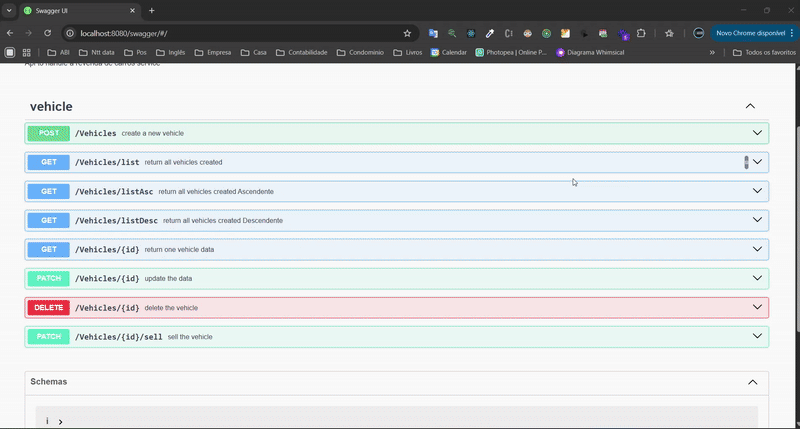 Swagger UI
localhost:8080/swagger/#/
Novo Chrome disponível
ABI
Ntt data
Pos
Inglês
Empresa
Casa
Contabilidade
Condominio
Livros
Calendar
Photopea | Online P...
Diagrama Whimsical
Todos os favoritos
Api to handle a revenda de carros service
vehicle
POST /Vehicles create a new vehicle
GET /Vehicles/list return all vehicles created
GET /Vehicles/listAsc return all vehicles created Ascendente
GET /Vehicles/listDesc return all vehicles created Descendente
GET /Vehicles/{id} return one vehicle data
PATCH /Vehicles/{id} update the data
DELETE /Vehicles/{id} delete the vehicle
PATCH /Vehicles/{id}/sell sell the vehicle
Schemas
i